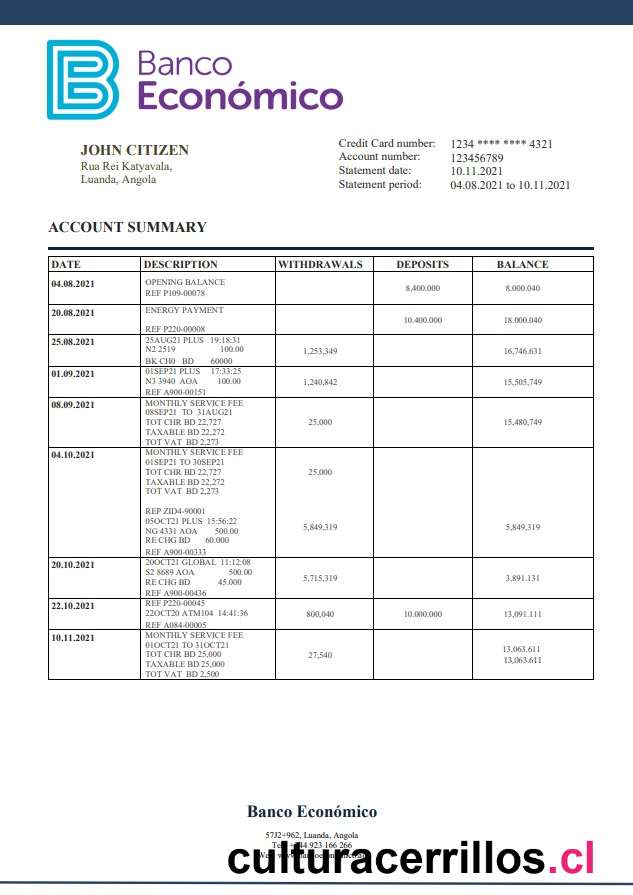 Banco
Económico
JOHN CITIZEN
Rua Rei Katyavala,
Luanda, Angola
Credit Card number: 1234 **** **** 4321
Account number: 123456789
Statement date: 10.11.2021
Statement period: 04.08.2021 to 10.11.2021
ACCOUNT SUMMARY
DATE DESCRIPTION WITHDRAWALS DEPOSITS BALANCE
04.08.2021 OPENING BALANCE
REF P109-00078 8,400.000 8.000.040
20.08.2021 ENERGY PAYMENT
10.400.000 18.000.040
REF P220-00008
25.08.2021 25AUG21 PLUS 19:18:31
N2 2519 100.00 1,253,349 16,746.631
BK CH0 BD 60000
01.09.2021 01SEP21 PLUS 17:33:25
N3 3940 AOA 100.00 1,240,842 15,505,749
REF A900-00151
08.09.2021 MONTHLY SERVICE FEE
08SEP21 TO 31AUG21
TOT CHR BD 22,727 25,000 15,480,749
TAXABLE BD 22,272
TOT VAT BD 2,273
04.10.2021 MONTHLY SERVICE FEE
01SEP21 TO 30SEP21
TOT CHR BD 22,727 25,000
TAXABLE BD 22,272
TOT VAT BD 2,273
REP ZID4-90001
05OCT21 PLUS 15:56:22
5,849,319 5,849,319
NG 4331 AOA 500.00
RE CHG BD 60.000
REF A900-00333
20.10.2021 20OCT21 GLOBAL 11:12:08
S2 8689 AOA 500.00
5,715,319 3,891.131
RE CHG BD 45.000
REF A900-00436
22.10.2021 REF P220-00045
22OCT20 ATM104 14:41:36 800,040 10.000.000 13,091.111
REF A084-00005
10.11.2021 MONTHLY SERVICE FEE
01OCT21 TO 31OCT21
13,063.611
TOT CHR BD 25,000 27,540
13,063.611
TAXABLE BD 25,000
TOT VAT BD 2,500
Banco Económico
57J2+962, Luanda, Angola
culturacerrillos.cl